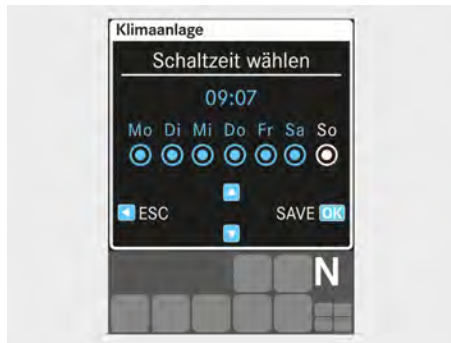 Klimaanlage
Schaltzeit wählen
09:07
Mo Di Mi Do Fr Sa So
ESC SAVE OK
N